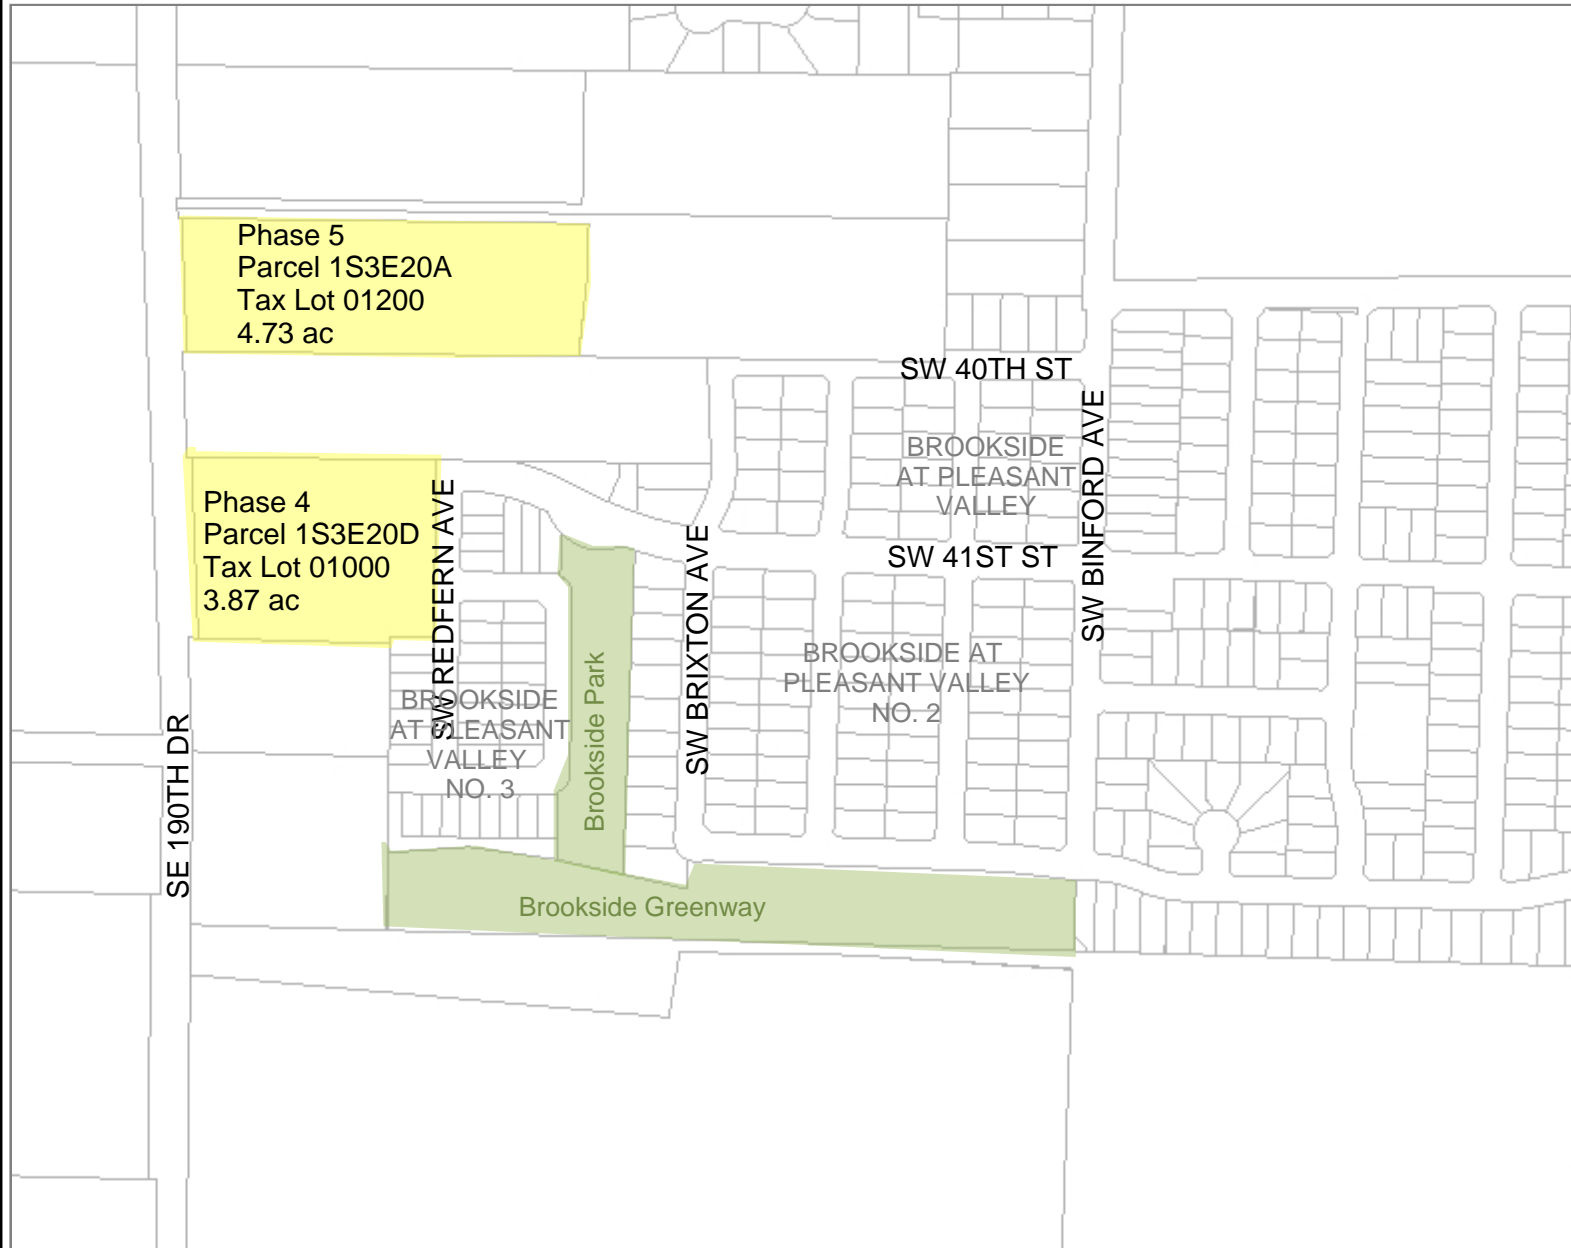 Phase 5
Parcel 1S3E20A
Tax Lot 01200
4.73 ac
SW 40TH ST
BROOKSIDE
AT PLEASANT
VALLEY
SW BINFORD AVE
Phase 4
Parcel 1S3E20D
Tax Lot 01000
3.87 ac
SW REDFERN AVE
SW BRIXTON AVE
SW 41ST ST
BROOKSIDE AT
PLEASANT VALLEY
NO. 2
Brookside Park
BROOKSIDE
AT PLEASANT
VALLEY
NO. 3
SE 190TH DR
Brookside Greenway